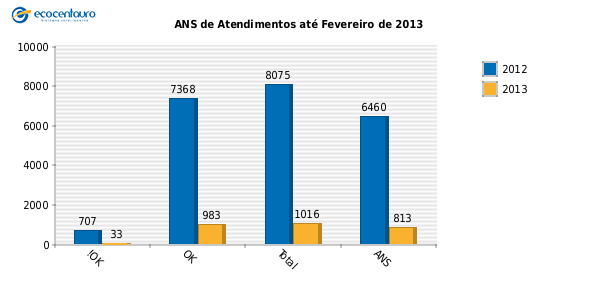 ecocentauro
ANS de Atendimentos até Fevereiro de 2013
10000
8000
6000
4000
2000
0
707
33
7368
983
8075
1016
6460
813
!OK
OK
Total
ANS
2012
2013